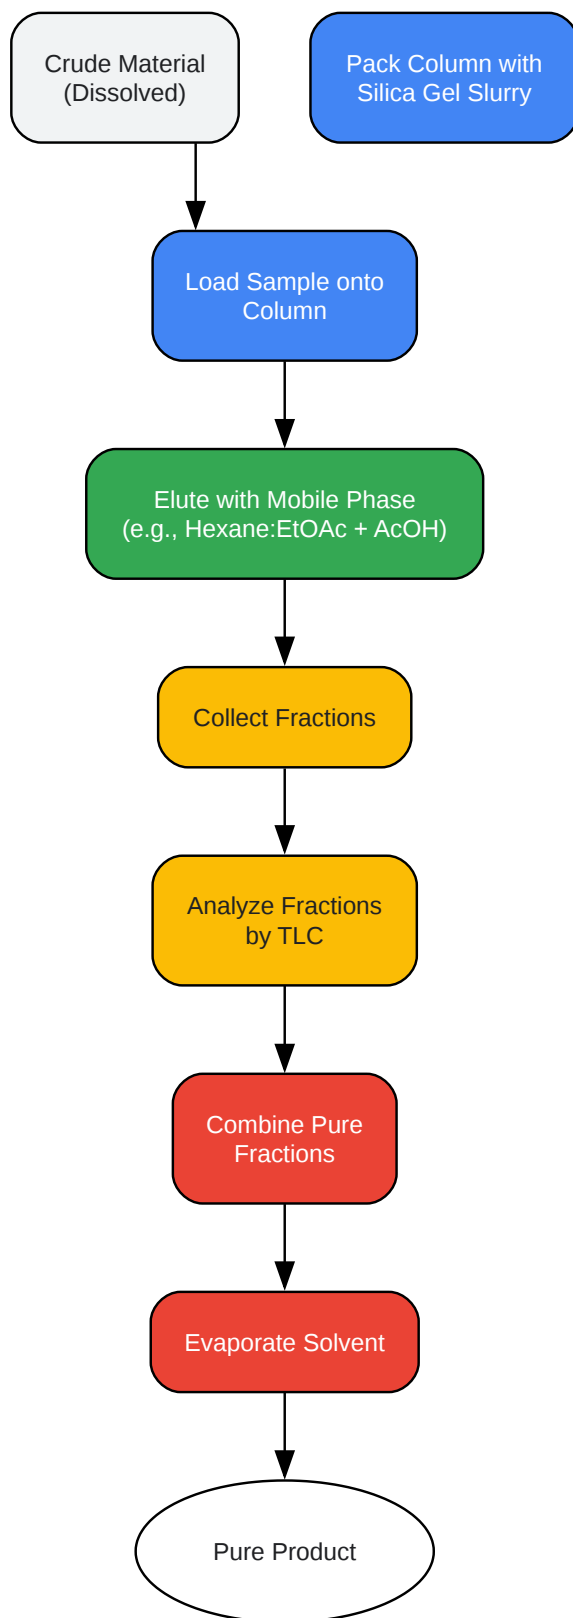 Crude Material
(Dissolved)
Pack Column with
Silica Gel Slurry
Load Sample onto
Column
Elute with Mobile Phase
(e.g., Hexane:EtOAc + AcOH)
Collect Fractions
Analyze Fractions
by TLC
Combine Pure
Fractions
Evaporate Solvent
Pure Product